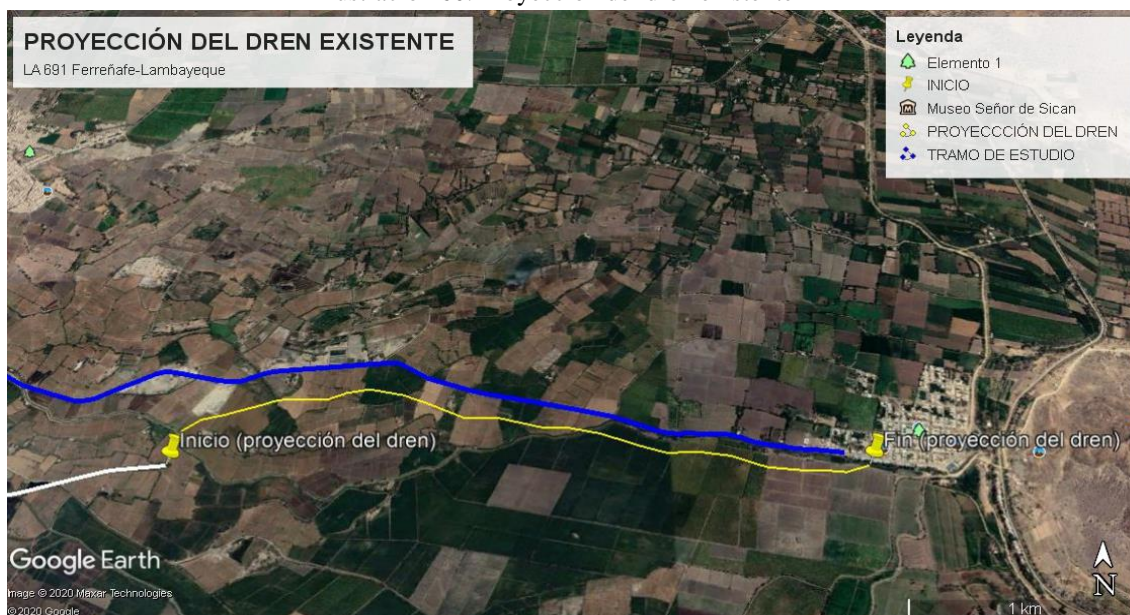 PROYECCIÓN DEL DREN EXISTENTE
LA 691 Ferreñafe-Lambayeque
Leyenda
Elemento 1
INICIO
Museo Señor de Sican
PROYECCCIÓN DEL DREN
TRAMO DE ESTUDIO
Inicio (proyección del dren)
Fin (proyección del dren)
Google Earth
Image © 2020 Maxar Technologies
© 2020 Google
N
1 km